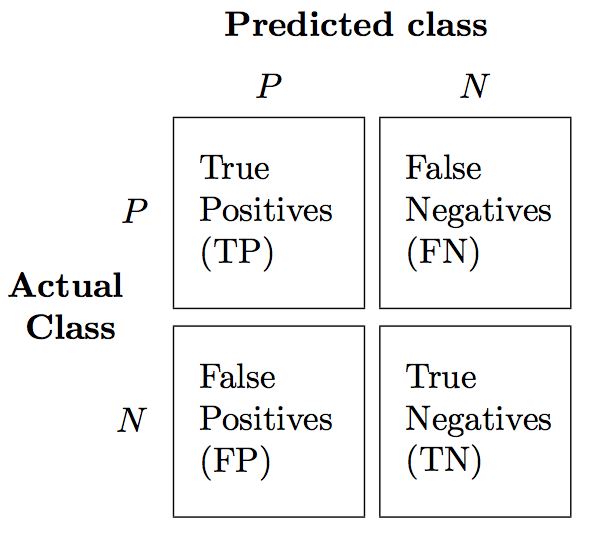 Predicted class
P N
True
Positives
(TP)
False
Negatives
(FN)
P
Actual
Class
False
Positives
(FP)
True
Negatives
(TN)
N